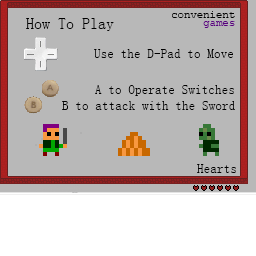 How To Play
convenient
games
Use the D-Pad to Move
A
A to Operate Switches
B
B to attack with the Sword
Hearts